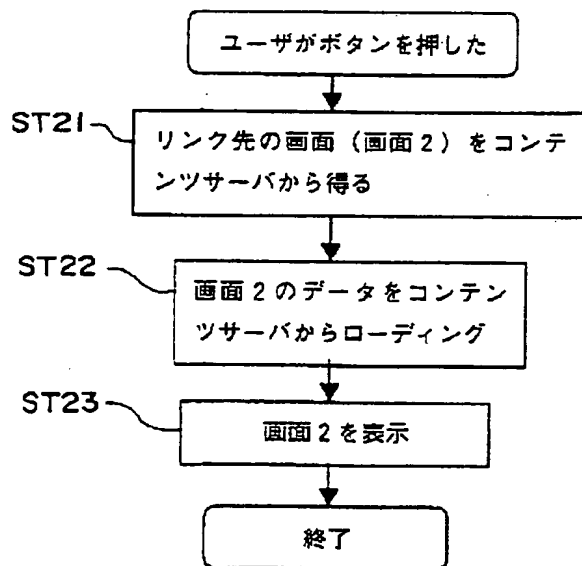 ユーザがボタンを押した
ST21
リンク先の画面（画面２）をコンテ
ンツサーバから得る
ST22
画面２のデータをコンテン
ツサーバからローディング
ST23
画面２を表示
終了